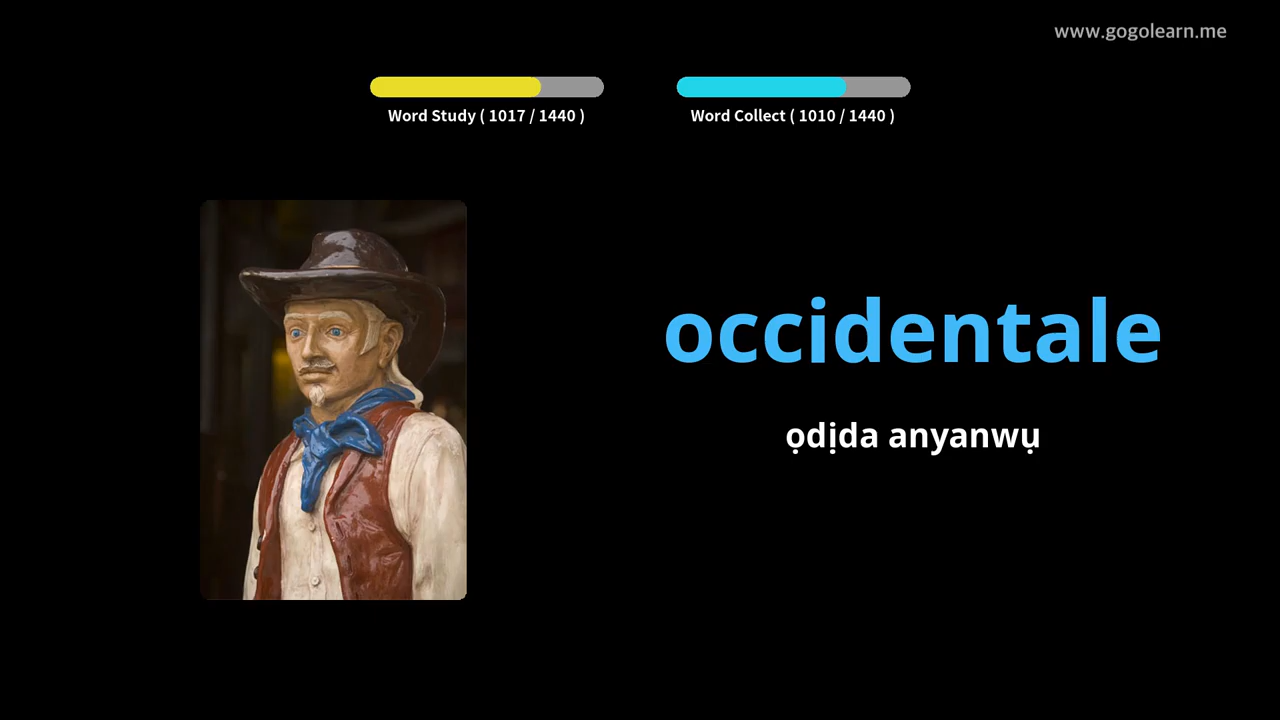 www.gogolearn.me
Word Study ( 1017 / 1440 )
Word Collect ( 1010 / 1440 )
occidentale
ọdịda anyanwụ